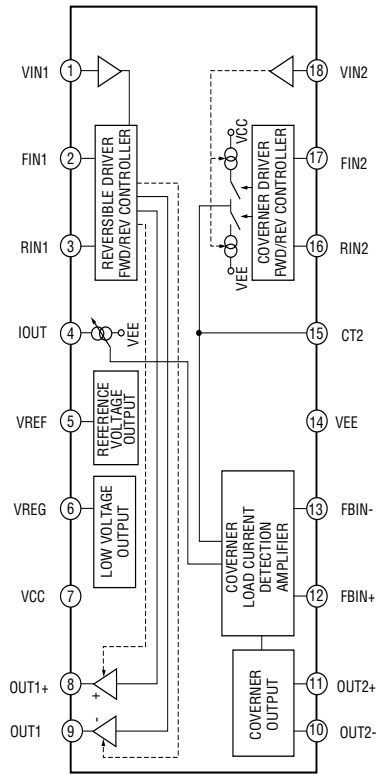 VIN1
1
18
VIN2
FIN1
2
REVERSIBLE DRIVER
FWD/REV CONTROLLER
VCC
COVERNER DRIVER
FWD/REV CONTROLLER
17
FIN2
RIN1
3
VEE
16
RIN2
IOUT
4
VEE
15
CT2
VREF
5
REFERENCE
VOLTAGE
OUTPUT
14
VEE
VREG
6
LOW VOLTAGE
OUTPUT
COVERNER
LOAD CURRENT
DETECTION
AMPLIFIER
13
FBIN-
VCC
7
12
FBIN+
OUT1+
8
+
COVERNER
OUTPUT
11
OUT2+
OUT1
9
-
10
OUT2-